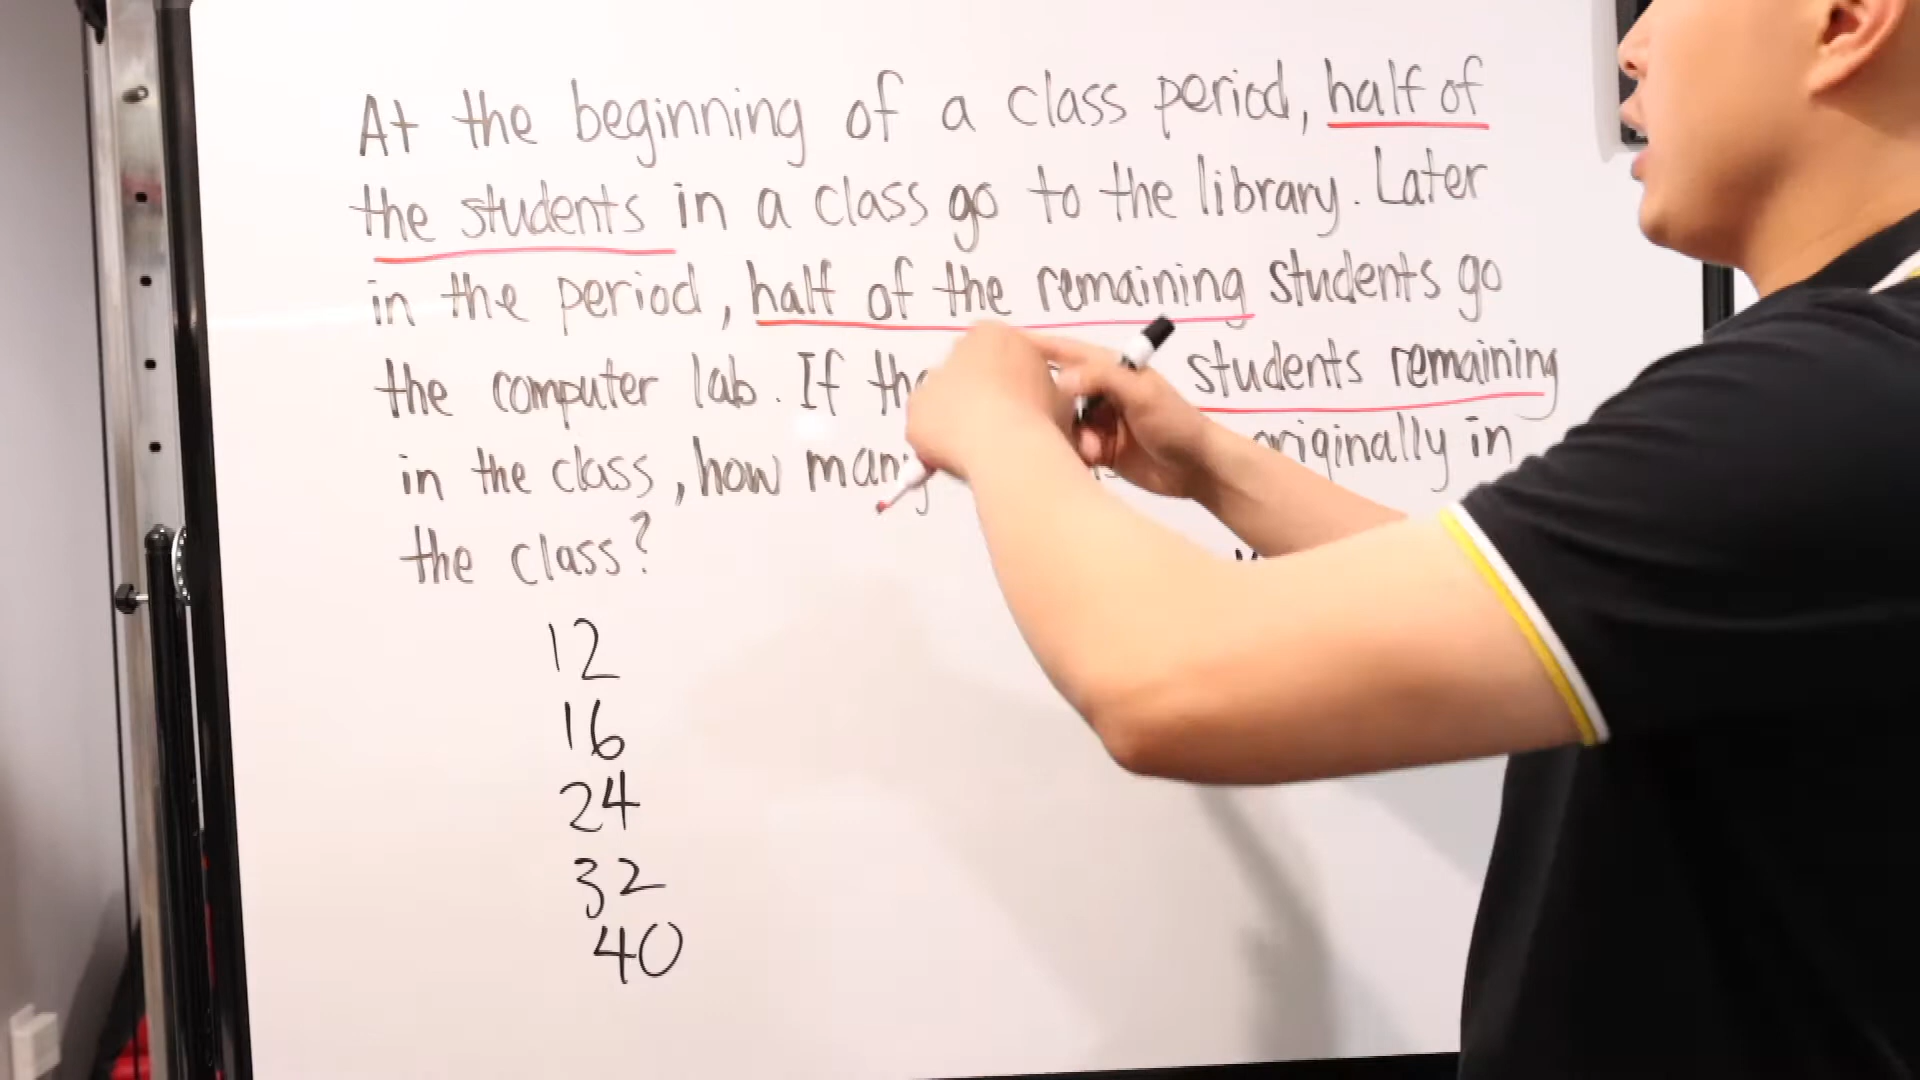 At the beginning of a class period, half of
the students in a class go to the library. Later
in the period, half of the remaining students go
the computer lab. If students remaining
in the class, how many originally in
the class?
12
16
24
32
40